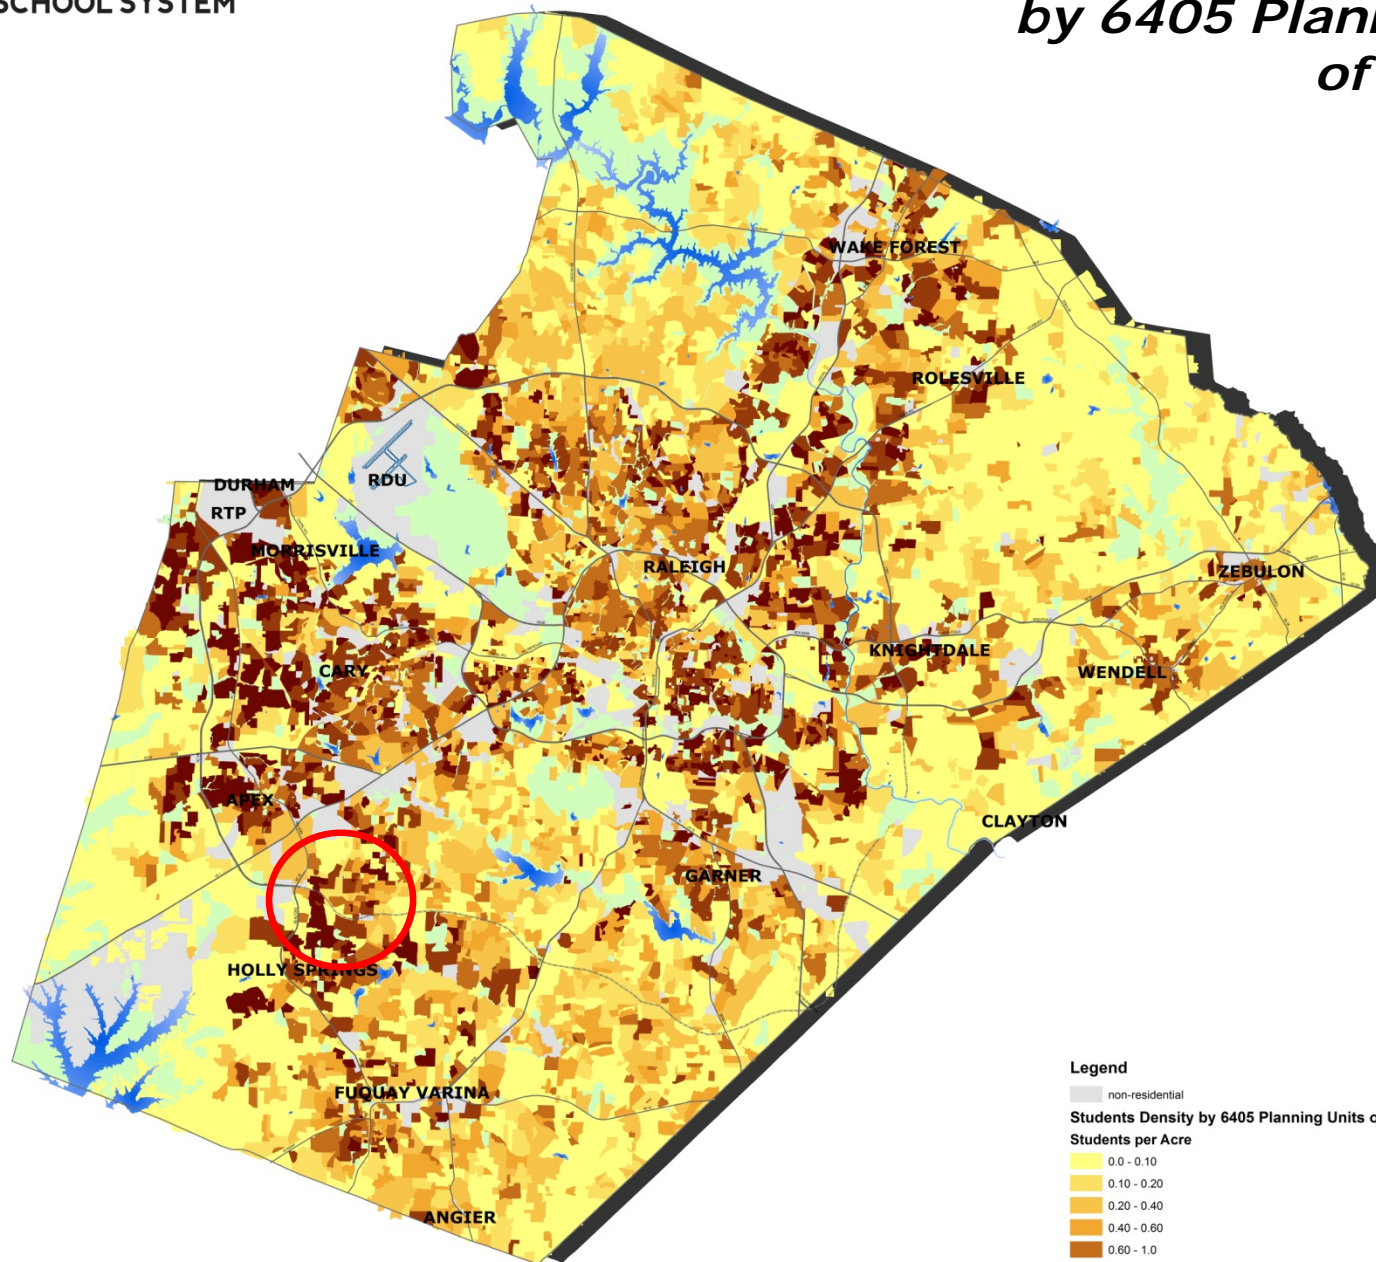 SCHOOL SYSTEM
by 6405 Plann
of
WAKE FOREST
ROLESVILLE
DURHAM
RDU
RTP
MORRISVILLE
RALEIGH
ZEBULON
KNIGHTDALE
CARY
WENDELL
APEX
CLAYTON
GARNER
HOLLY SPRINGS
FUQUAY VARINA
ANGIER
Legend
non-residential
Students Density by 6405 Planning Units o
Students per Acre
0.0 - 0.10
0.10 - 0.20
0.20 - 0.40
0.40 - 0.60
0.60 - 1.0